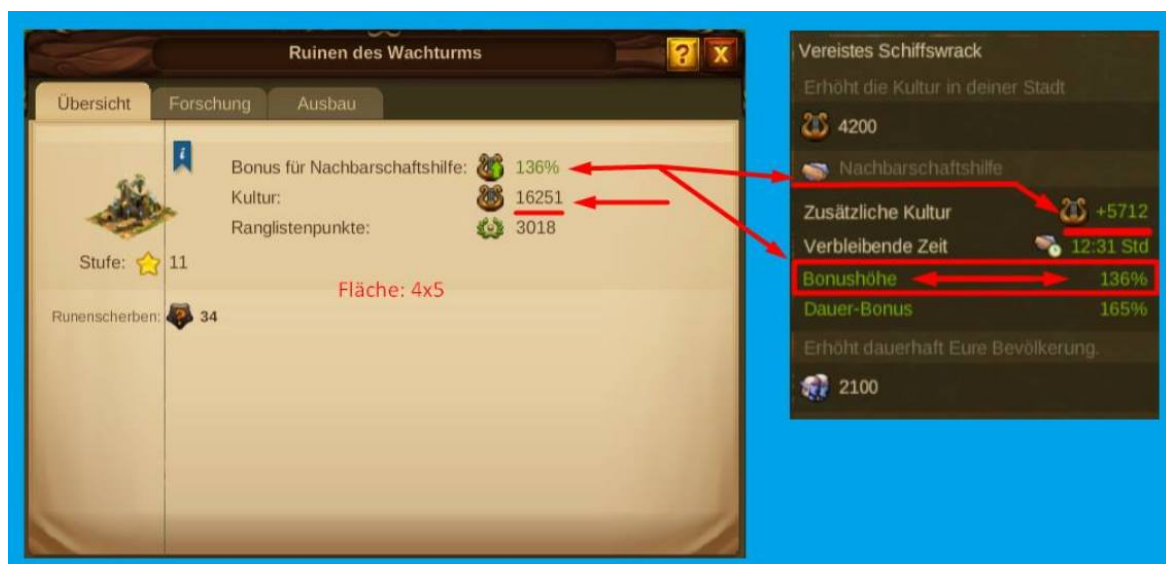 Ruinen des Wachturms
? X
Übersicht Forschung Ausbau
i
Bonus für Nachbarschaftshilfe: 136%
Kultur: 16251
Ranglistenpunkte: 3018
Stufe: 11
Fläche: 4x5
Runenscherben: ? 34
Vereistes Schiffswrack
Erhöht die Kultur in deiner Stadt
4200
Nachbarschaftshilfe
Zusätzliche Kultur +5712
Verbleibende Zeit 12:31 Std
Bonushöhe 136%
Dauer-Bonus 165%
Erhöht dauerhaft Eure Bevölkerung.
2100